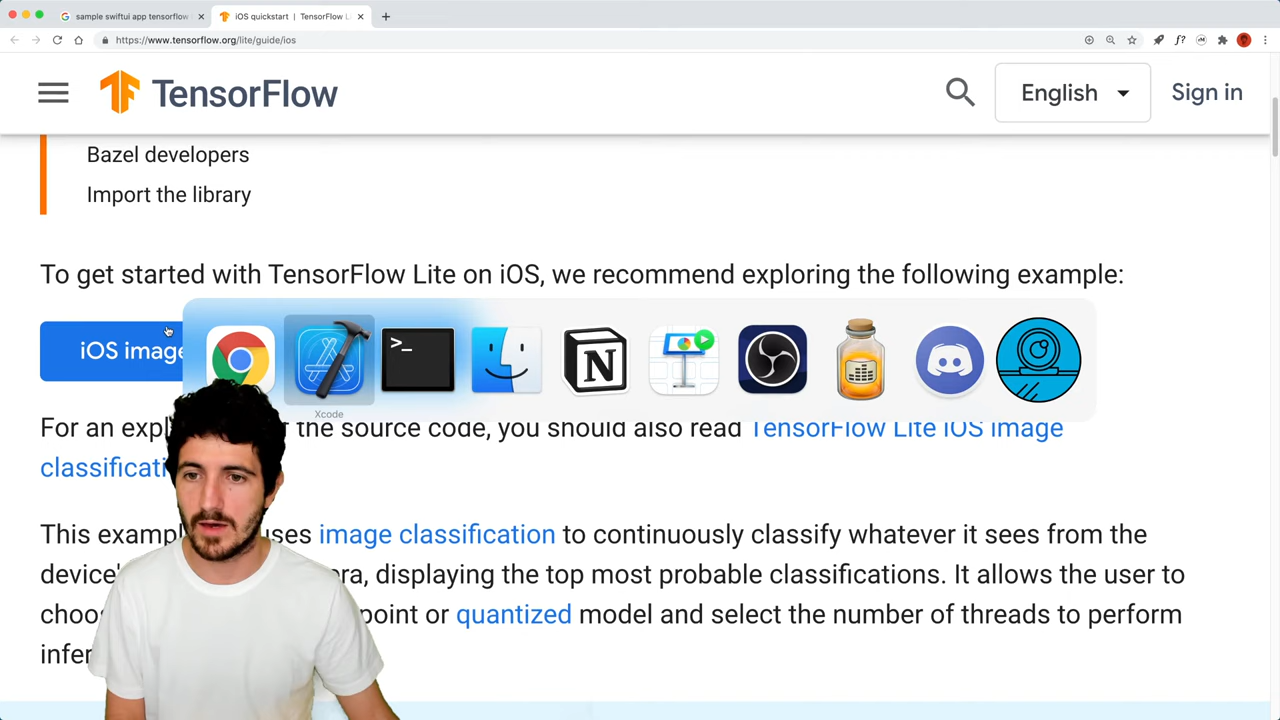 sample swiftui app tensorflow
iOS quickstart | TensorFlow Li
https://www.tensorflow.org/lite/guide/ios
f?
TensorFlow
English
Sign in
Bazel developers
Import the library
To get started with TensorFlow Lite on iOS, we recommend exploring the following example:
iOS image
>_
N
Xcode
For an expl f the source code, you should also read TensorFlow Lite iOS image
classificati
This example uses image classification to continuously classify whatever it sees from the
device' ra, displaying the top most probable classifications. It allows the user to
choo point or quantized model and select the number of threads to perform
infer